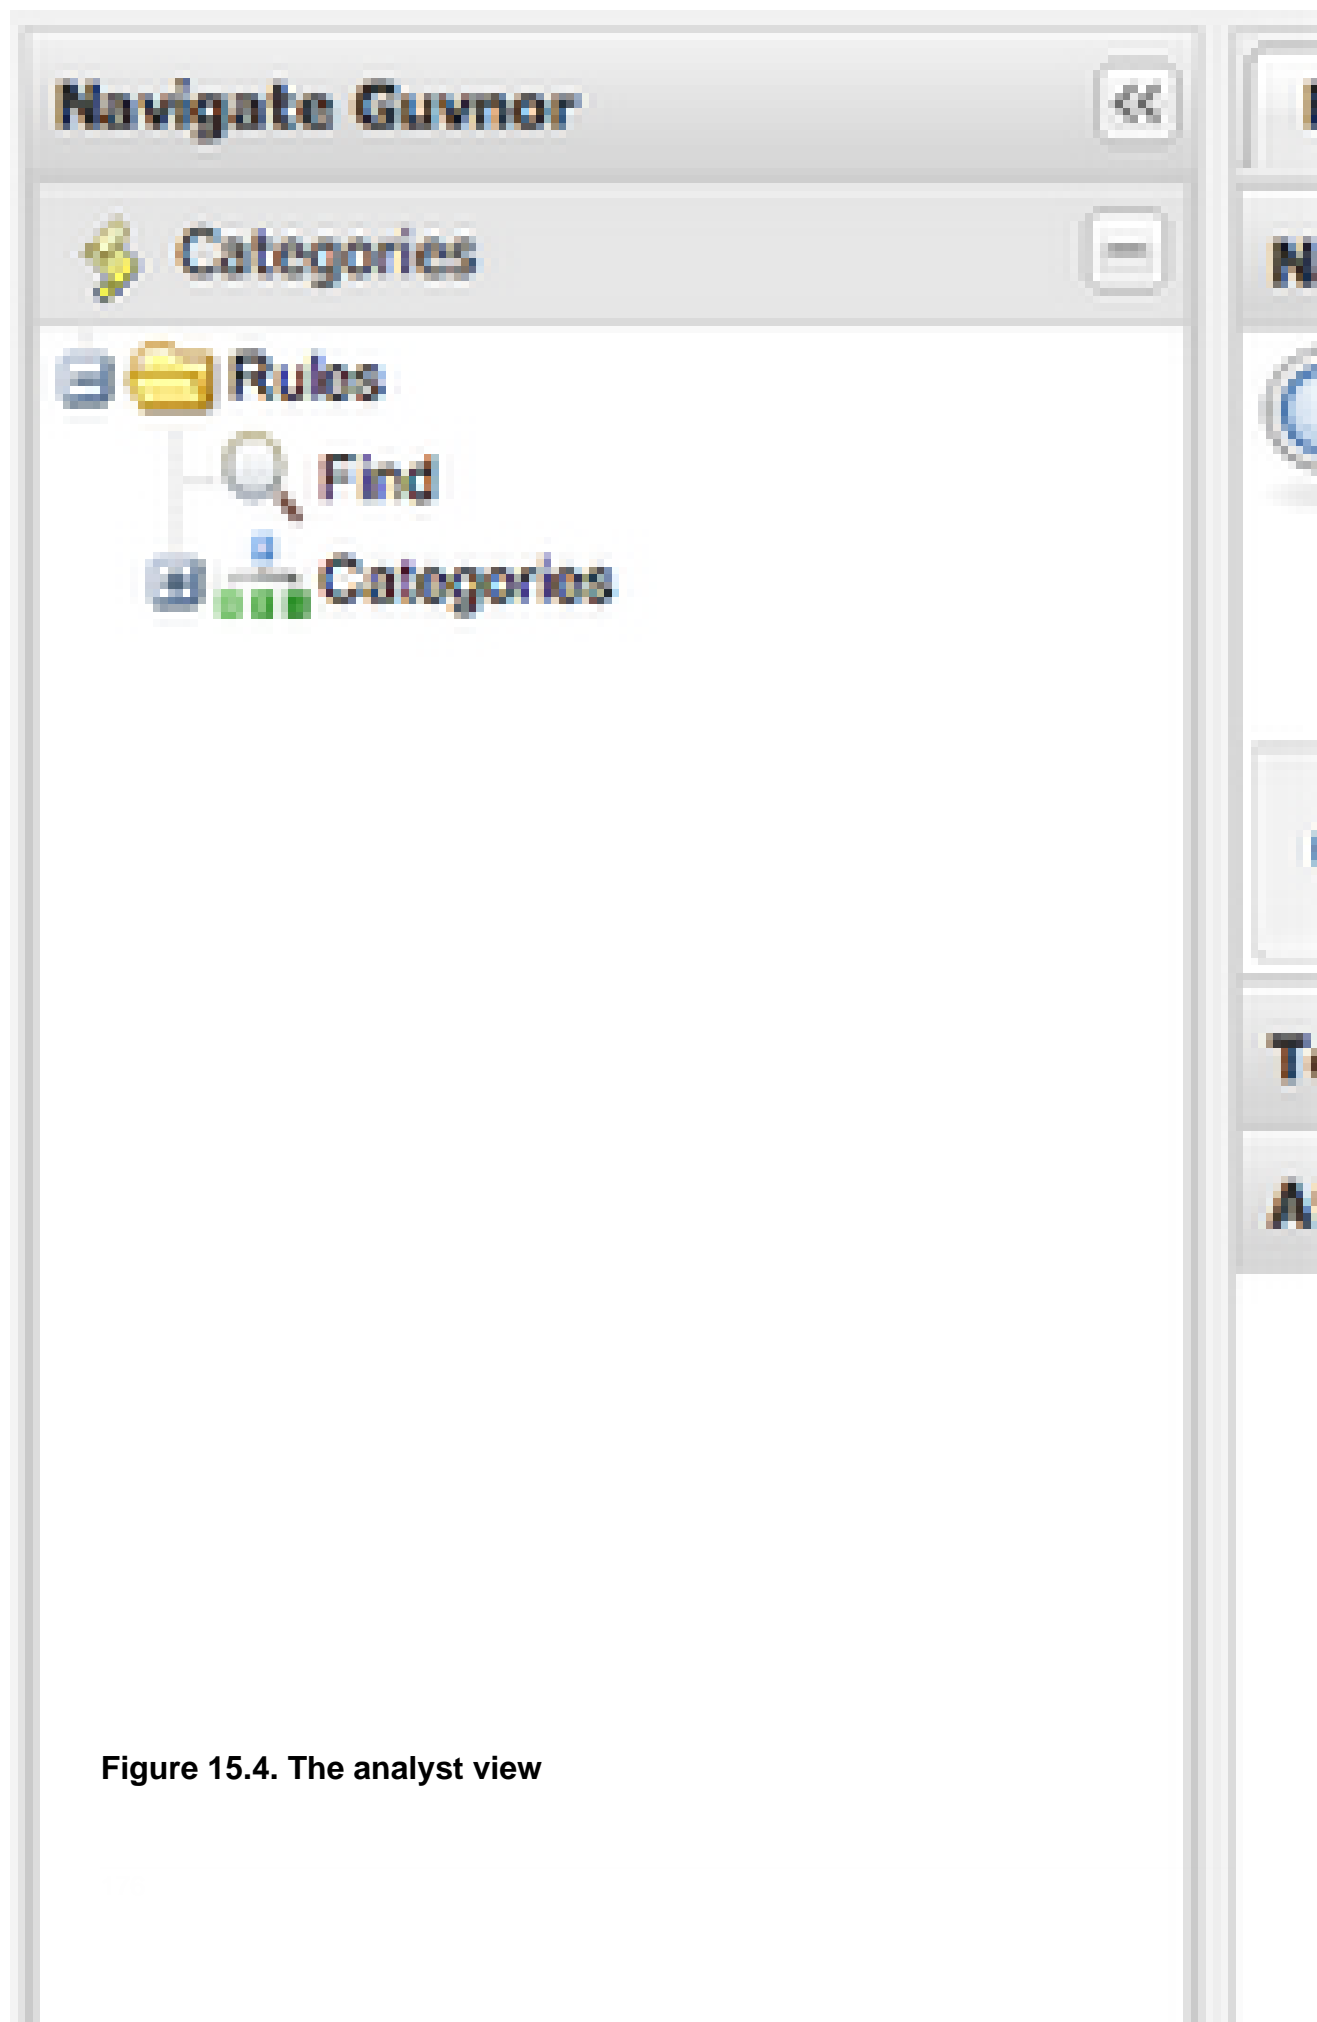 Navigate Guvnor
Categories
Rules
Find
Categories
Figure 15.4. The analyst view